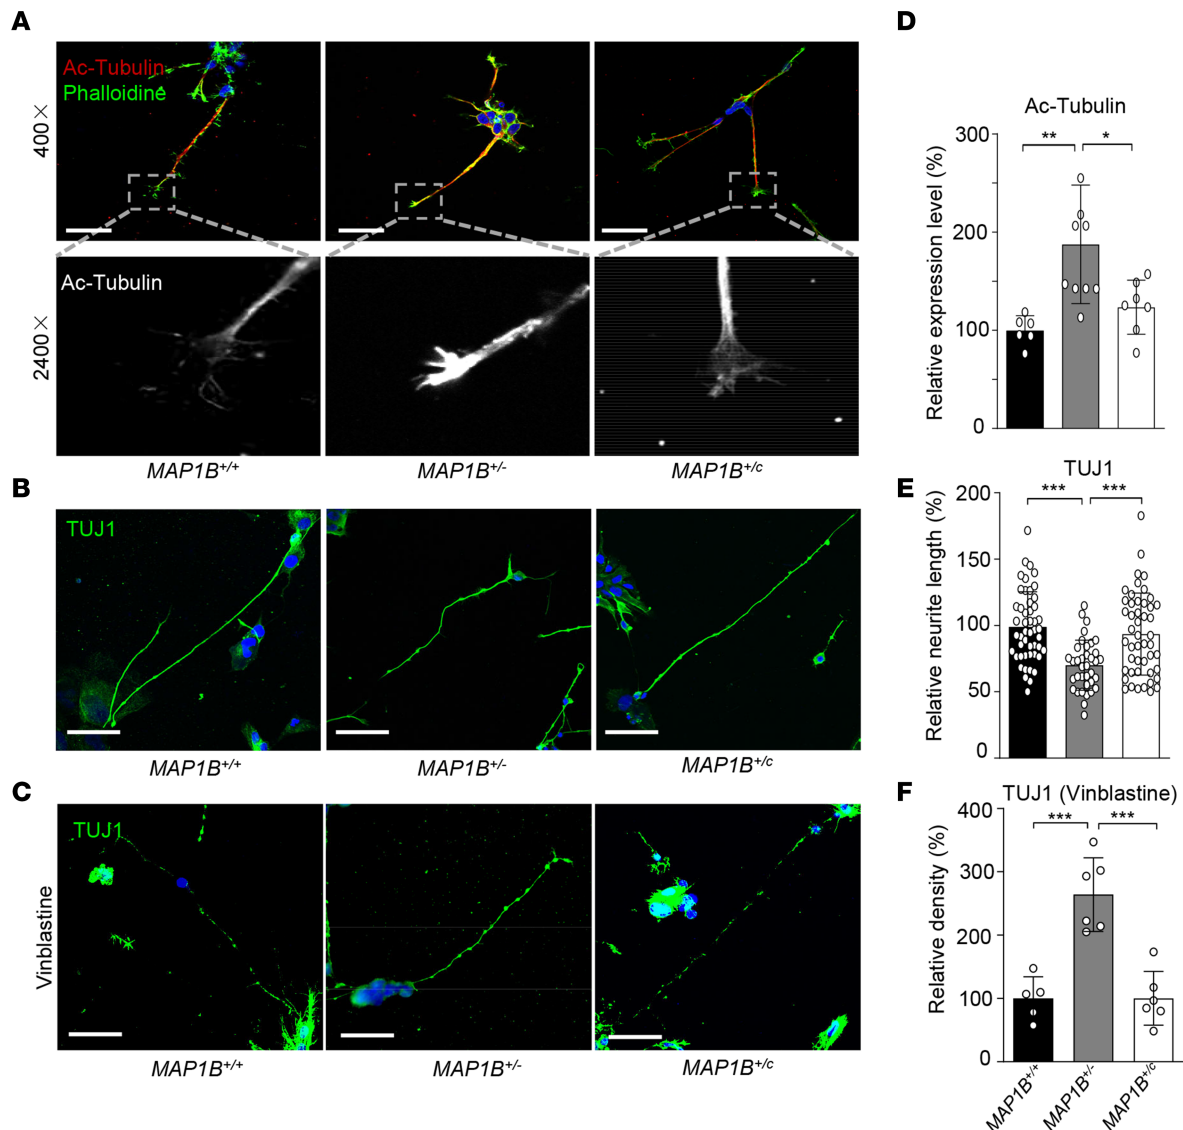 A
400×
Ac-Tubulin
Phalloidine
2400×
Ac-Tubulin
MAP1B+/+
MAP1B+/-
MAP1B+/c
B
TUJ1
MAP1B+/+
MAP1B+/-
MAP1B+/c
C
Vinblastine
TUJ1
MAP1B+/+
MAP1B+/-
MAP1B+/c
D
Ac-Tubulin
Relative expression level (%)
300
200
100
0
** *
E
TUJ1
Relative neurite length (%)
200
150
100
50
0
*** ***
F
TUJ1 (Vinblastine)
Relative density (%)
400
300
200
100
0
*** ***
MAP1B+/+
MAP1B+/-
MAP1B+/c